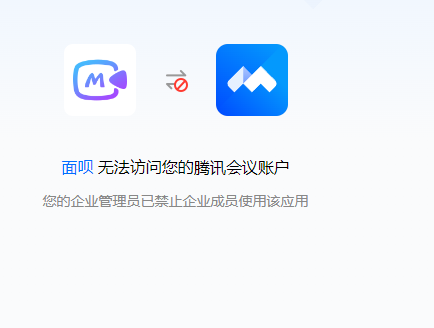 面呗 无法访问您的腾讯会议账户
您的企业管理员已禁止企业成员使用该应用